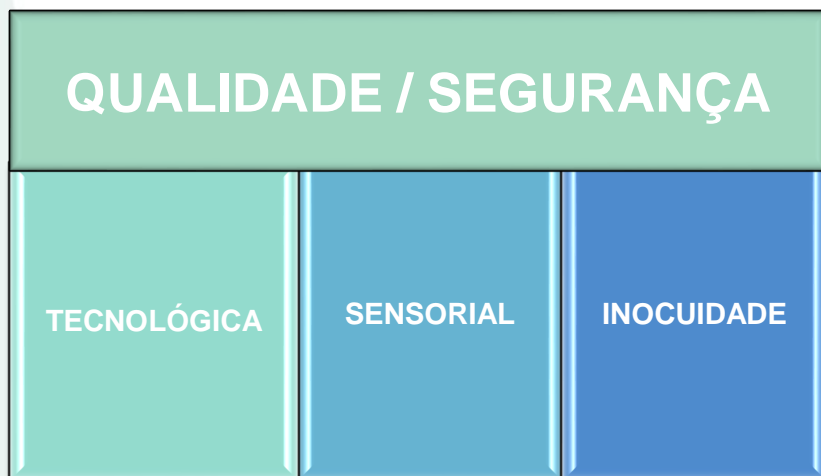 QUALIDADE / SEGURANÇA
TECNOLÓGICA
SENSORIAL
INOCUIDADE